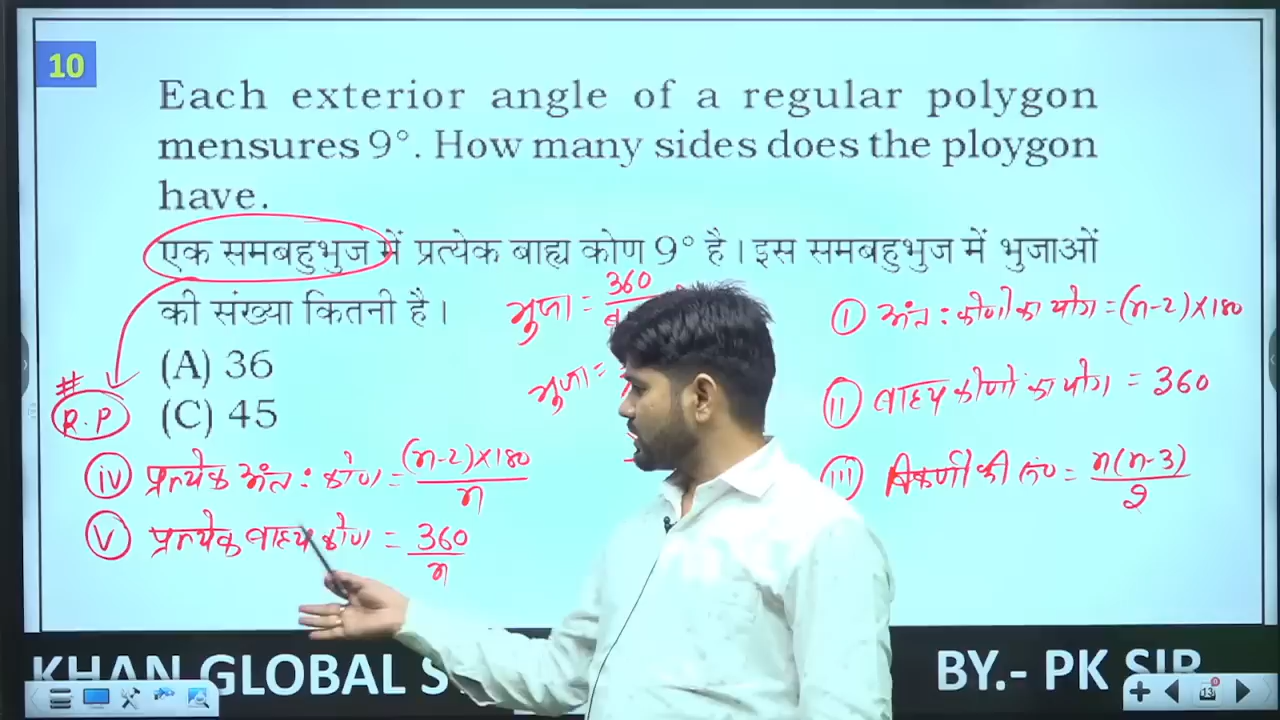 10
Each exterior angle of a regular polygon
mensures 9°. How many sides does the ploygon
have.
एक समबहुभुज में प्रत्येक बाह्य कोण 9° है। इस समबहुभुज में भुजाओं
की संख्या कितनी है।
(A) 36
(C) 45
भुजा = 360
भुजा =
① अंत: कोणों का योग = (n-2)×180
② बाह्य कोणों का योग = 360
③ विकर्णों की सं० = n(n-3)/2
# R.P
iv प्रत्येक अंत: कोण = (n-2)×180/n
v प्रत्येक बाह्य कोण = 360/n
KHAN GLOBAL S
BY.- PK SIR
13